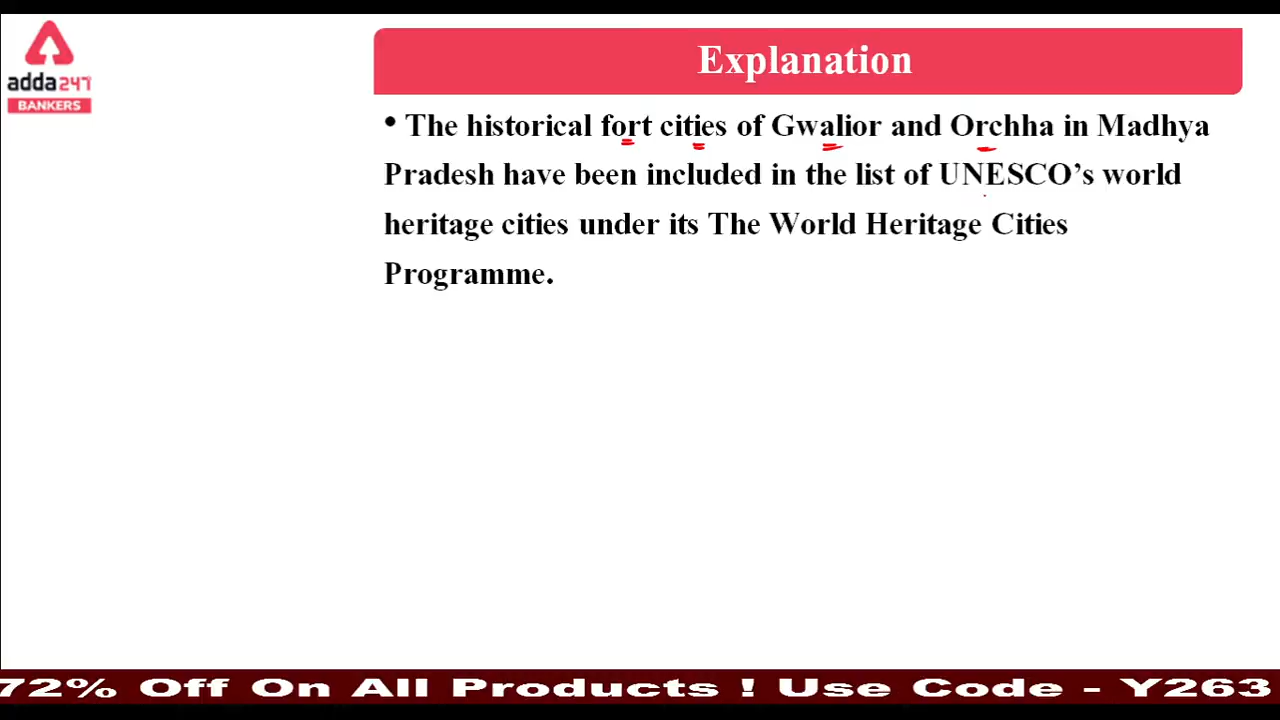 adda247
BANKERS
Explanation
• The historical fort cities of Gwalior and Orchha in Madhya
Pradesh have been included in the list of UNESCO’s world
heritage cities under its The World Heritage Cities
Programme.
72% Off On All Products ! Use Code - Y263